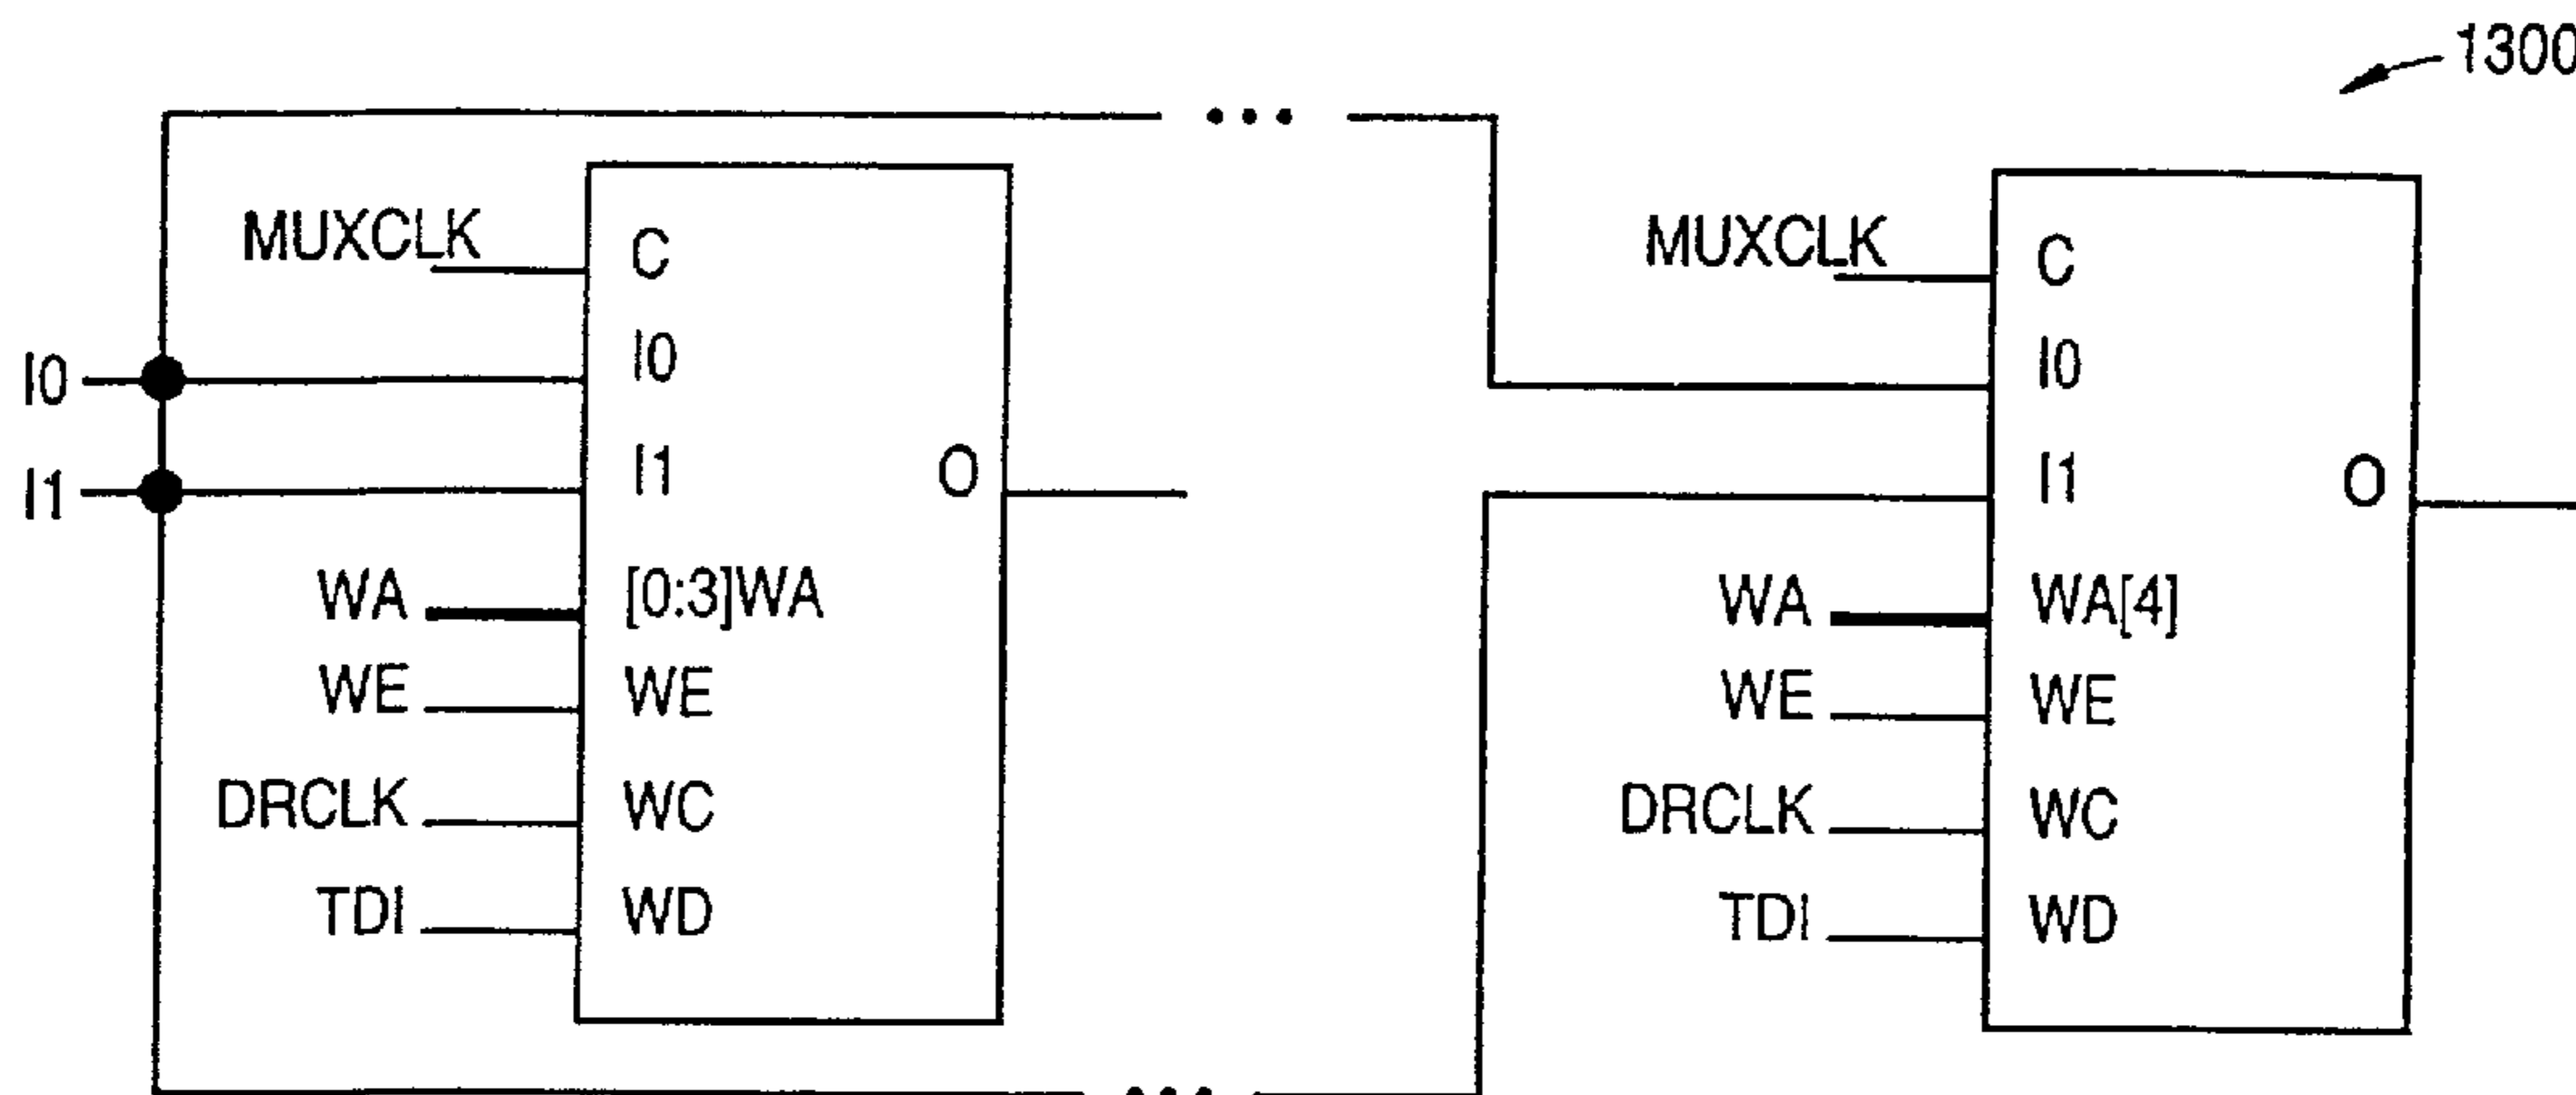 1300
...
MUXCLK
C
I0
I0
I1
I1
O
WA
[0:3]WA
WE
WE
DRCLK
WC
TDI
WD
MUXCLK
C
I0
I1
O
WA
WA[4]
WE
WE
DRCLK
WC
TDI
WD
...